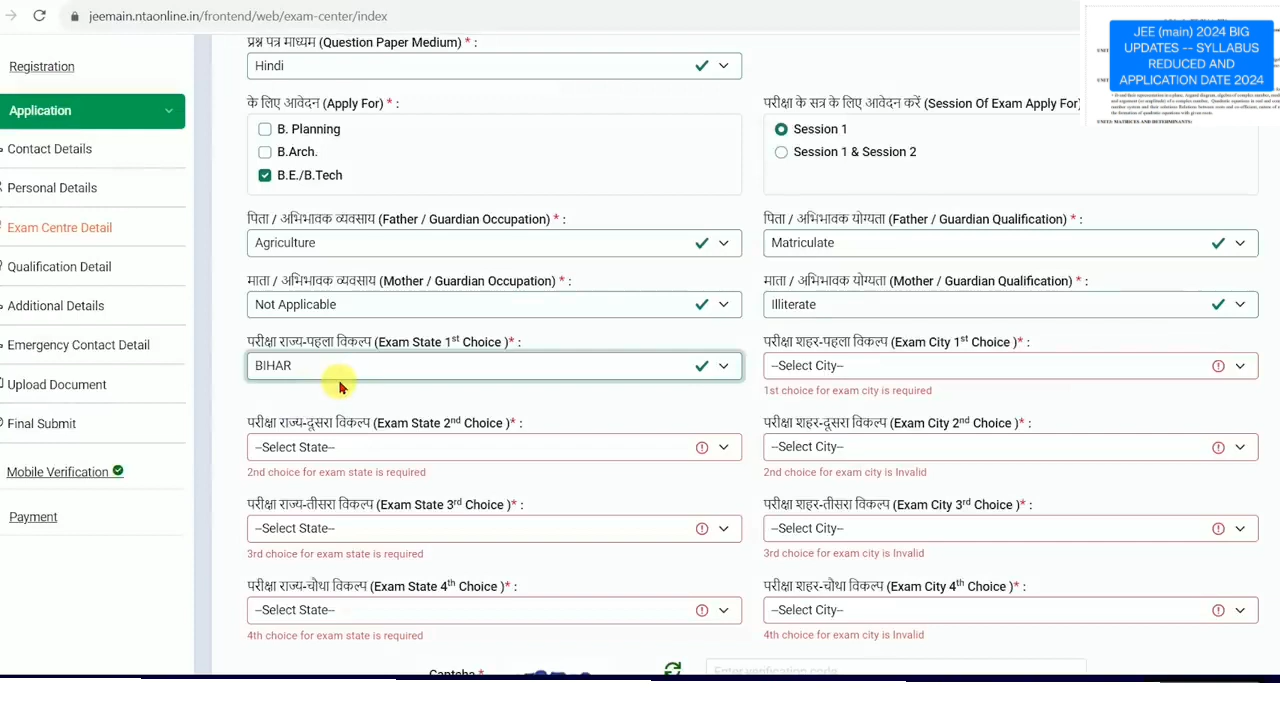 jeemain.ntaonline.in/frontend/web/exam-center/index
JEE (main) 2024 BIG
UPDATES -- SYLLABUS
REDUCED AND
APPLICATION DATE 2024
UNITS: MATRICES AND DETERMINANTS:
Registration
Application
Contact Details
Personal Details
Exam Centre Detail
Qualification Detail
Additional Details
Emergency Contact Detail
Upload Document
Final Submit
Mobile Verification
Payment
प्रश्न पत्र माध्यम (Question Paper Medium) * :
Hindi
के लिए आवेदन (Apply For) * :
परीक्षा के सत्र के लिए आवेदन करें (Session Of Exam Apply For)
B. Planning
B.Arch.
B.E./B.Tech
Session 1
Session 1 & Session 2
पिता / अभिभावक व्यवसाय (Father / Guardian Occupation) * :
पिता / अभिभावक योग्यता (Father / Guardian Qualification) * :
Agriculture
Matriculate
माता / अभिभावक व्यवसाय (Mother / Guardian Occupation) * :
माता / अभिभावक योग्यता (Mother / Guardian Qualification) * :
Not Applicable
Illiterate
परीक्षा राज्य-पहला विकल्प (Exam State 1st Choice )* :
परीक्षा शहर-पहला विकल्प (Exam City 1st Choice )* :
BIHAR
--Select City--
1st choice for exam city is required
परीक्षा राज्य-दूसरा विकल्प (Exam State 2nd Choice )* :
परीक्षा शहर-दूसरा विकल्प (Exam City 2nd Choice )* :
--Select State--
--Select City--
2nd choice for exam state is required
2nd choice for exam city is Invalid
परीक्षा राज्य-तीसरा विकल्प (Exam State 3rd Choice )* :
परीक्षा शहर-तीसरा विकल्प (Exam City 3rd Choice )* :
--Select State--
--Select City--
3rd choice for exam state is required
3rd choice for exam city is Invalid
परीक्षा राज्य-चोथा विकल्प (Exam State 4th Choice )* :
परीक्षा शहर-चौथा विकल्प (Exam City 4th Choice )* :
--Select State--
--Select City--
4th choice for exam state is required
4th choice for exam city is Invalid
Captcha *
Enter verification code